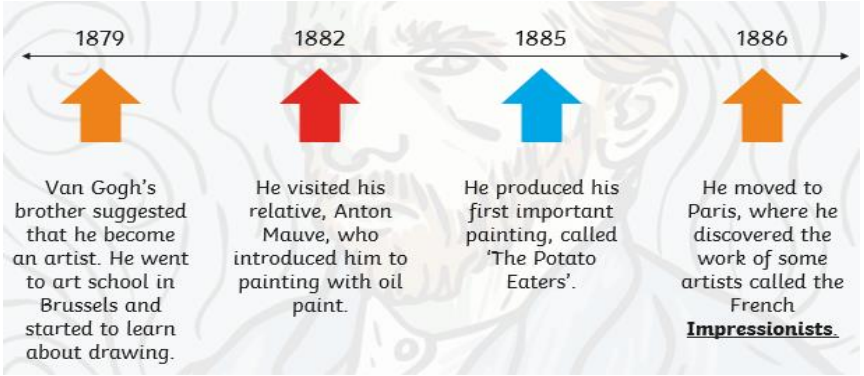 1879
1882
1885
1886
Van Gogh's
brother suggested
that he become
an artist. He went
to art school in
Brussels and
started to learn
about drawing.
He visited his
relative, Anton
Mauve, who
introduced him to
painting with oil
paint.
He produced his
first important
painting, called
'The Potato
Eaters'.
He moved to
Paris, where he
discovered the
work of some
artists called the
French
Impressionists.